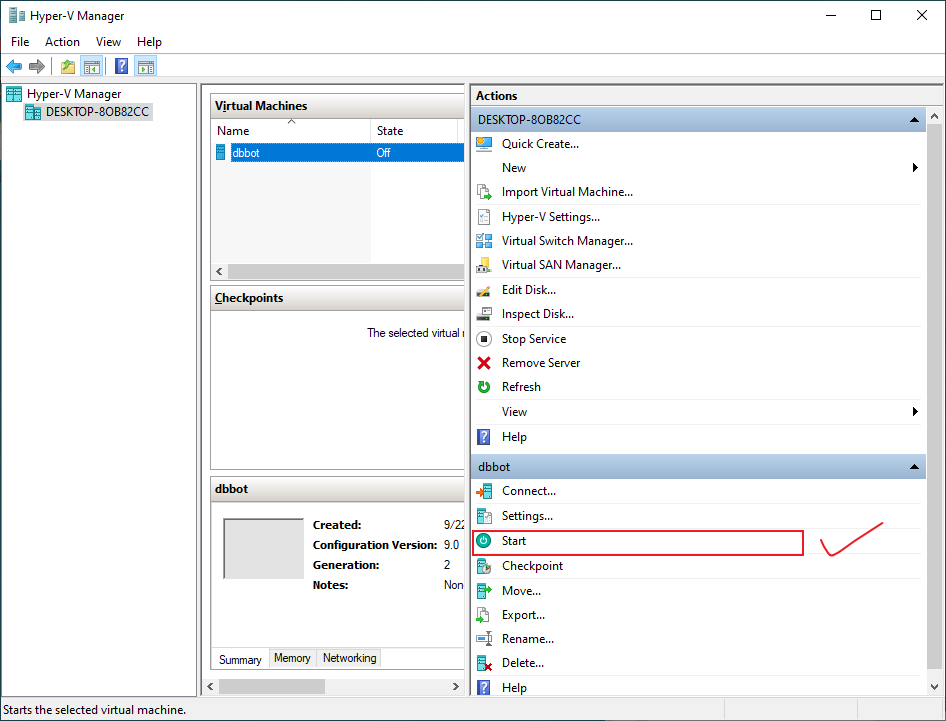 Hyper-V Manager
File Action View Help
Hyper-V Manager
DESKTOP-8OB82CC
Virtual Machines
Name State
dbbot Off
Checkpoints
The selected virtual
dbbot
Created: 9/22
Configuration Version: 9.0
Generation: 2
Notes: Non
Summary Memory Networking
Actions
DESKTOP-8OB82CC
Quick Create...
New
Import Virtual Machine...
Hyper-V Settings...
Virtual Switch Manager...
Virtual SAN Manager...
Edit Disk...
Inspect Disk...
Stop Service
Remove Server
Refresh
View
Help
dbbot
Connect...
Settings...
Start
Checkpoint
Move...
Export...
Rename...
Delete...
Help
Starts the selected virtual machine.